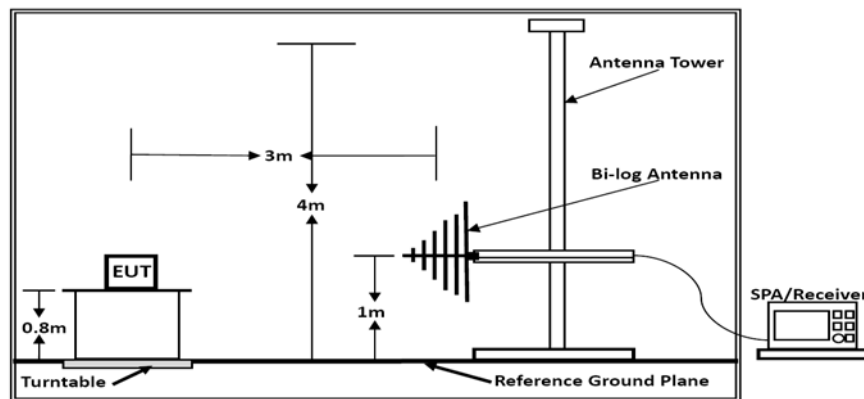 Antenna Tower
3m
Bi-log Antenna
4m
EUT
SPA/Receiver
0.8m
1m
Turntable
Reference Ground Plane